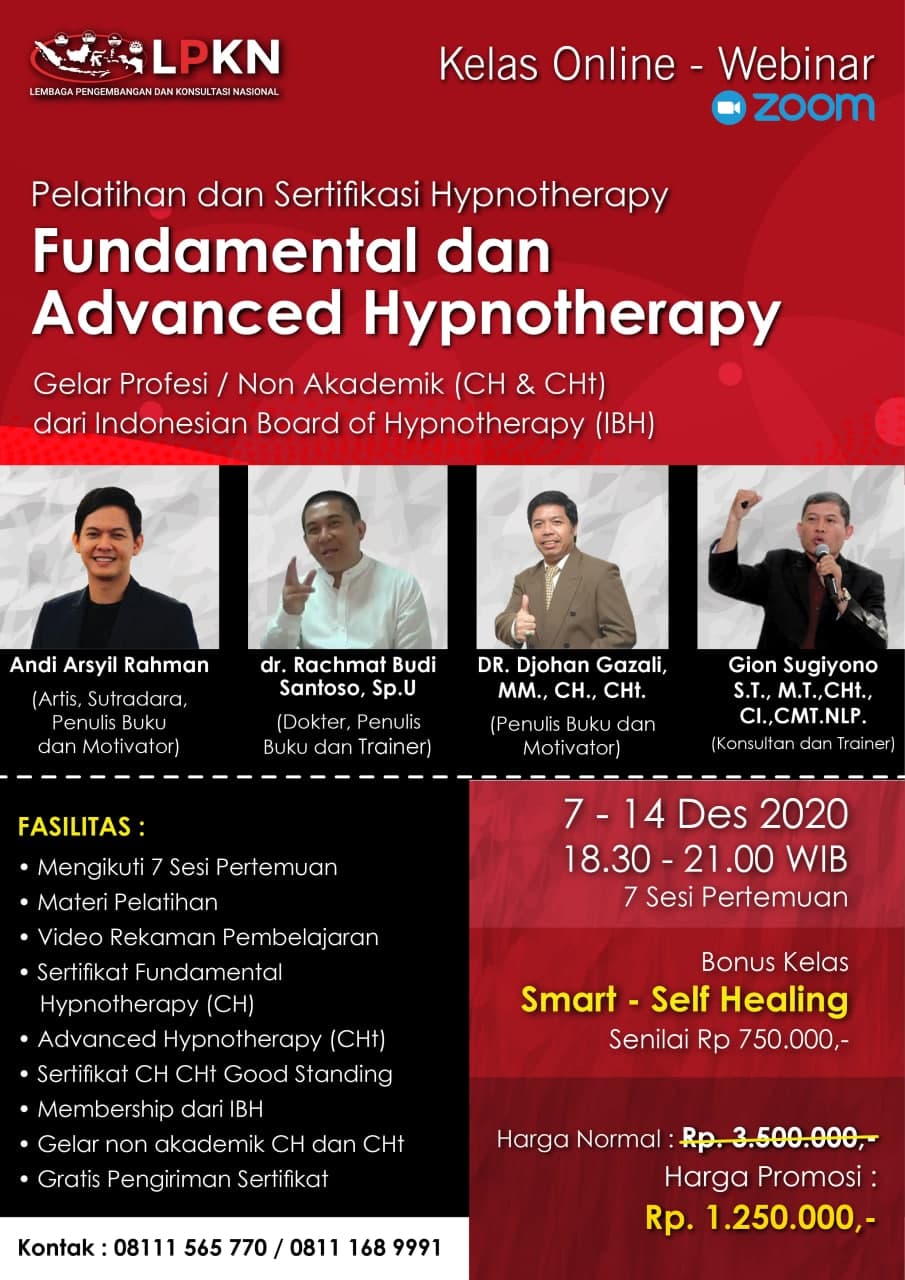 LPKN
LEMBAGA PENGEMBANGAN DAN KONSULTASI NASIONAL
Kelas Online - Webinar
zoom
Pelatihan dan Sertifikasi Hypnotherapy
Fundamental dan
Advanced Hypnotherapy
Gelar Profesi / Non Akademik (CH & CHt)
dari Indonesian Board of Hypnotherapy (IBH)
Andi Arsyil Rahman
(Artis, Sutradara,
Penulis Buku
dan Motivator)
dr. Rachmat Budi
Santoso, Sp.U
(Dokter, Penulis
Buku dan Trainer)
DR. Djohan Gazali,
MM., CH., CHt.
(Penulis Buku dan
Motivator)
Gion Sugiyono
S.T., M.T.,CHt.,
CI.,CMT.NLP.
(Konsultan dan Trainer)
FASILITAS :
• Mengikuti 7 Sesi Pertemuan
• Materi Pelatihan
• Video Rekaman Pembelajaran
• Sertifikat Fundamental
Hypnotherapy (CH)
• Advanced Hypnotherapy (CHt)
• Sertifikat CH CHt Good Standing
• Membership dari IBH
• Gelar non akademik CH dan CHt
• Gratis Pengiriman Sertifikat
Kontak : 08111 565 770 / 0811 168 9991
7 - 14 Des 2020
18.30 - 21.00 WIB
7 Sesi Pertemuan
Bonus Kelas
Smart - Self Healing
Senilai Rp 750.000,-
Harga Normal : Rp. 3.500.000,-
Harga Promosi :
Rp. 1.250.000,-